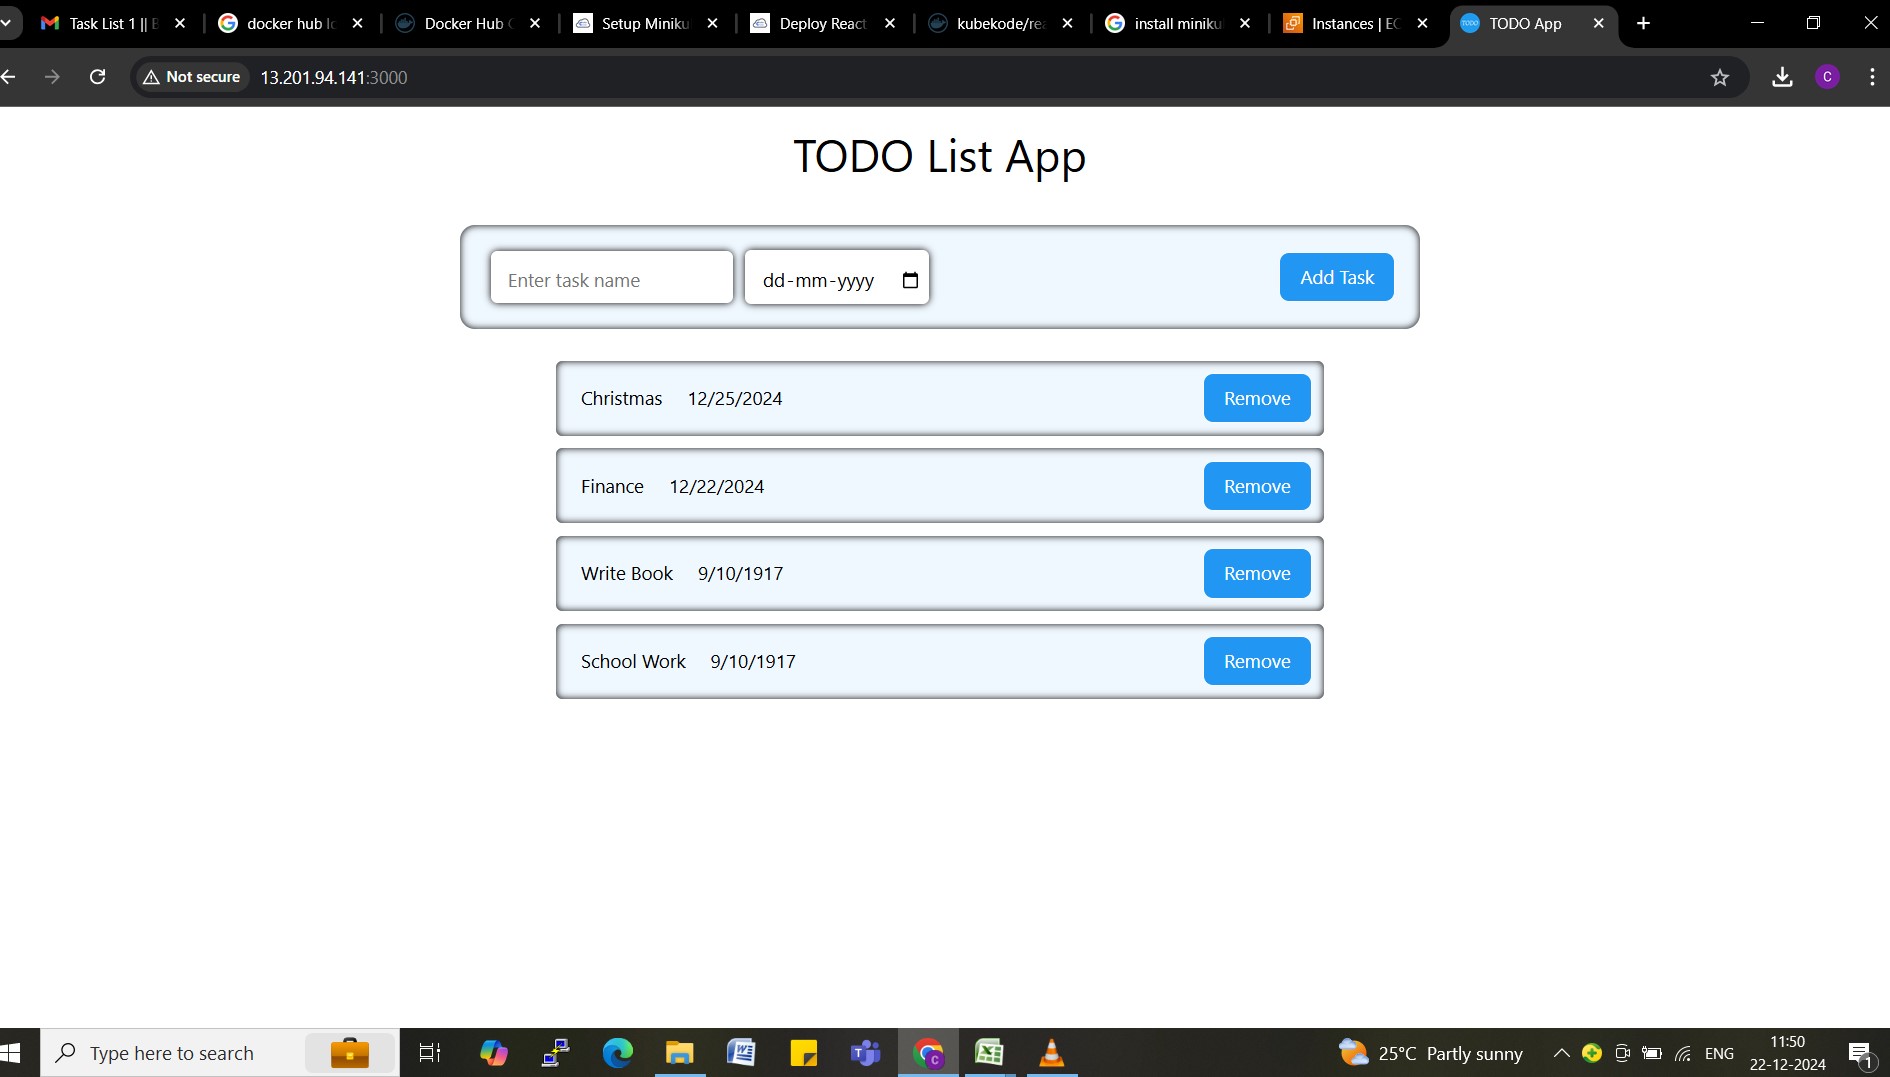 Task List 1 || B
docker hub lo
Docker Hub C
Setup Miniku
Deploy React
kubekode/rea
install miniku
Instances | EC
TODO App
Not secure
13.201.94.141:3000
C
TODO List App
Enter task name
dd-mm-yyyy
Add Task
Christmas 12/25/2024 Remove
Finance 12/22/2024 Remove
Write Book 9/10/1917 Remove
School Work 9/10/1917 Remove
Type here to search
25°C Partly sunny
ENG
11:50
22-12-2024
1